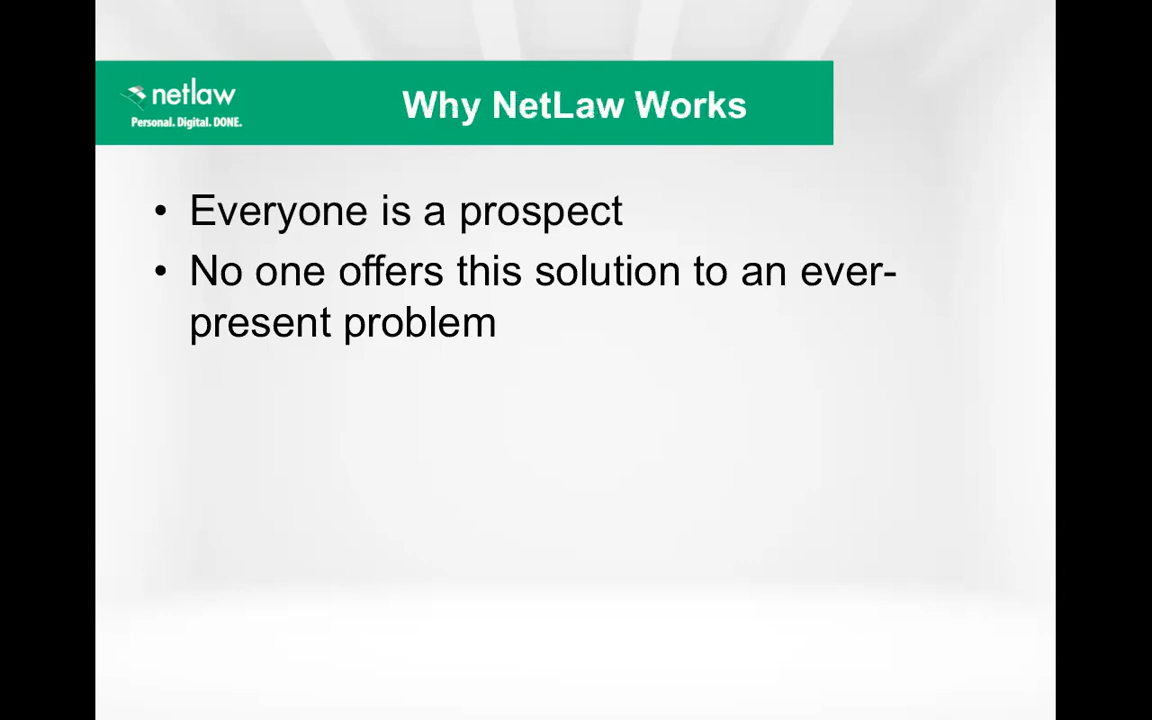 netlaw
Personal. Digital. DONE.
Why NetLaw Works
• Everyone is a prospect
• No one offers this solution to an ever-
present problem